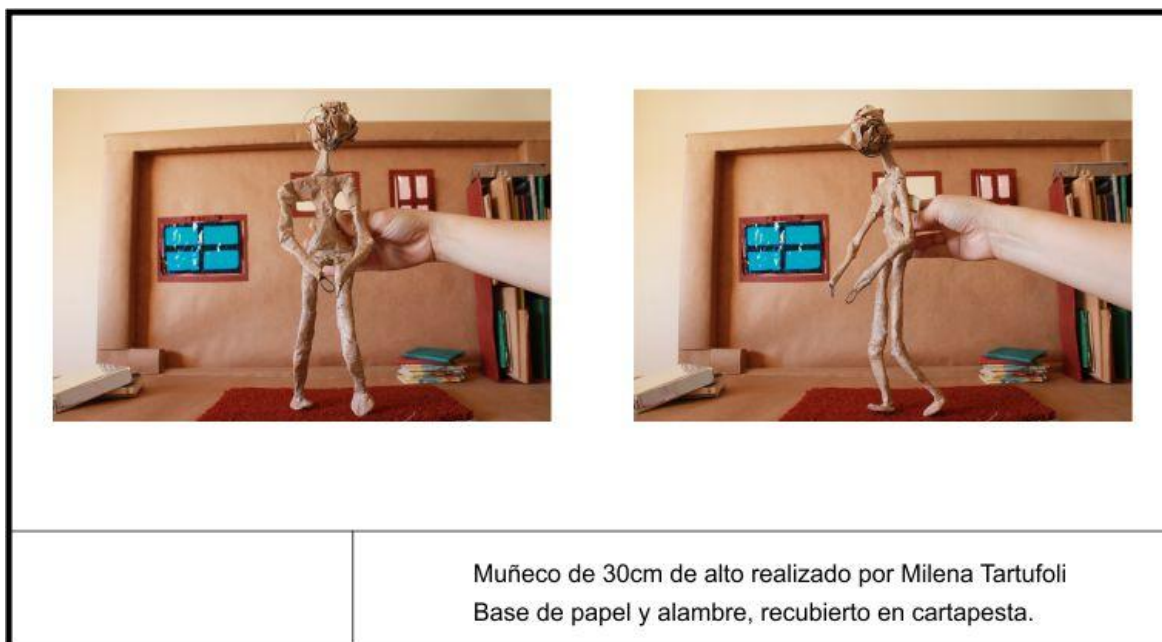 Muñeco de 30cm de alto realizado por Milena Tartufoli
Base de papel y alambre, recubierto en cartapesta.